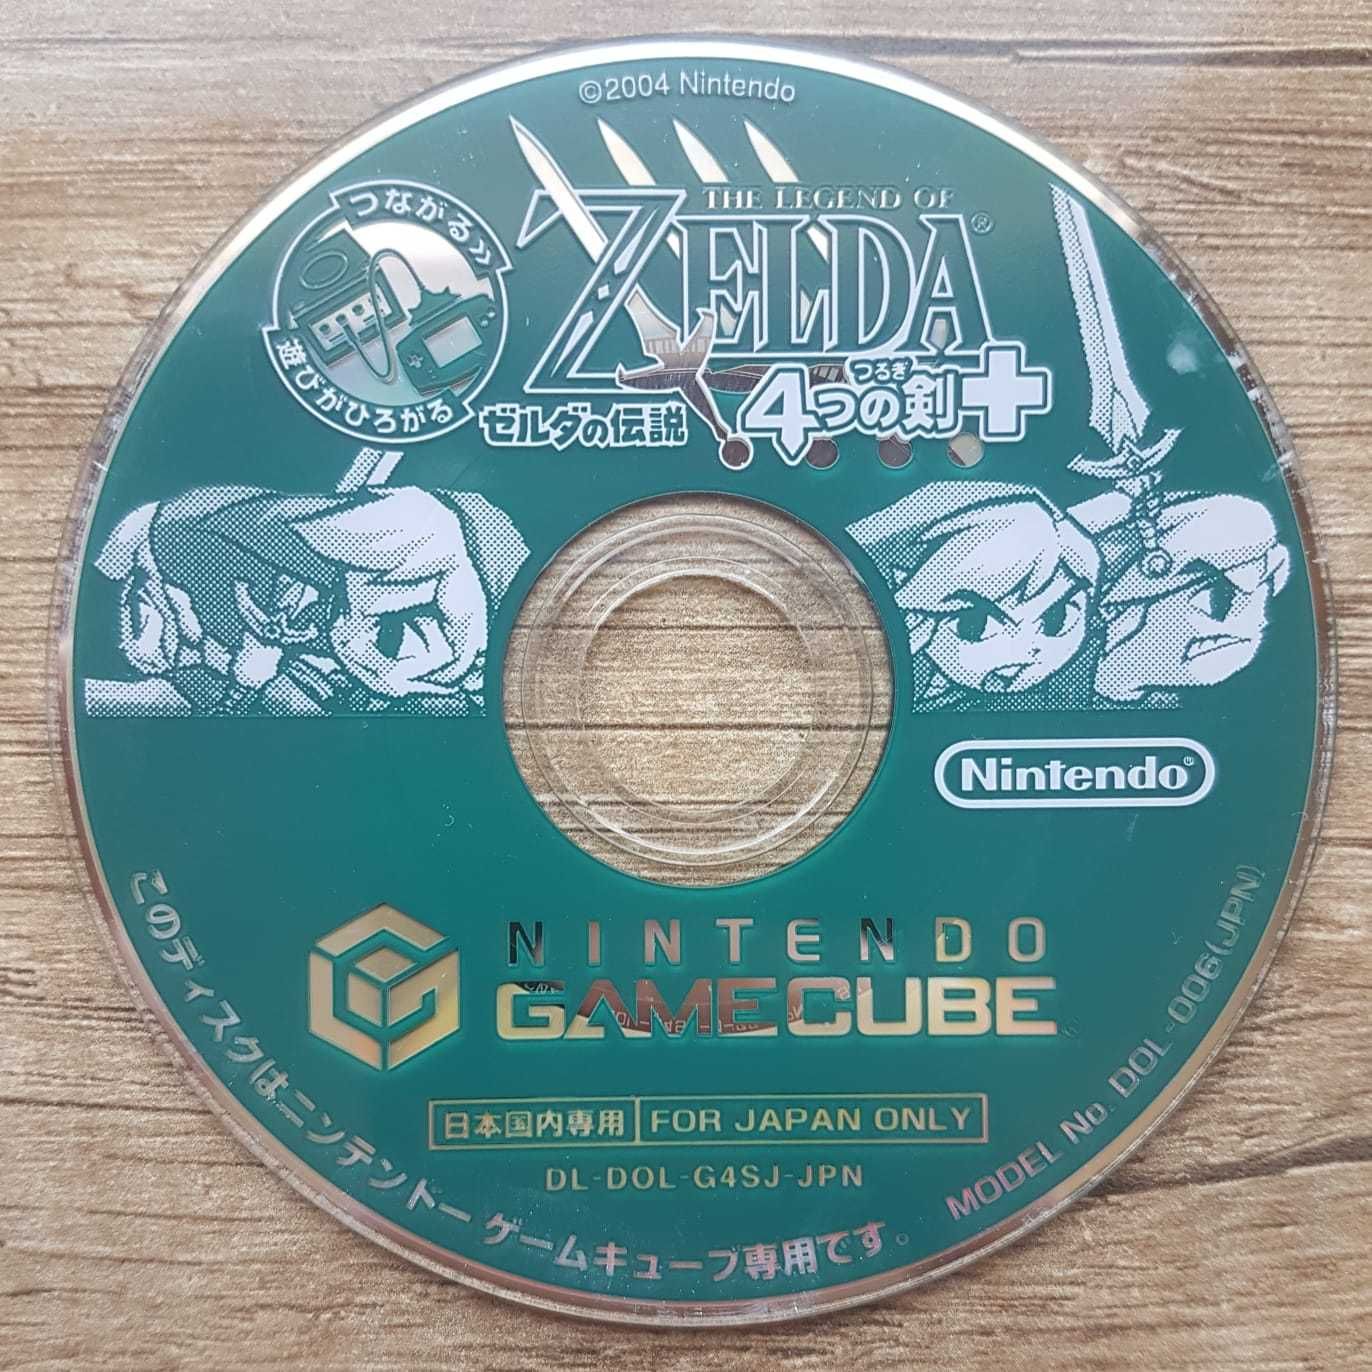 ©2004 Nintendo
つながる»
遊びがひろがる
THE LEGEND OF
ZELDA®
ゼルダの伝説
つるぎ
4つの剣+
Nintendo®
NINTENDO
GAMECUBE
日本国内専用 FOR JAPAN ONLY
DL-DOL-G4SJ-JPN
このディスクはニンテンドー ゲームキューブ専用です。
MODEL No. DOL-006(JPN)